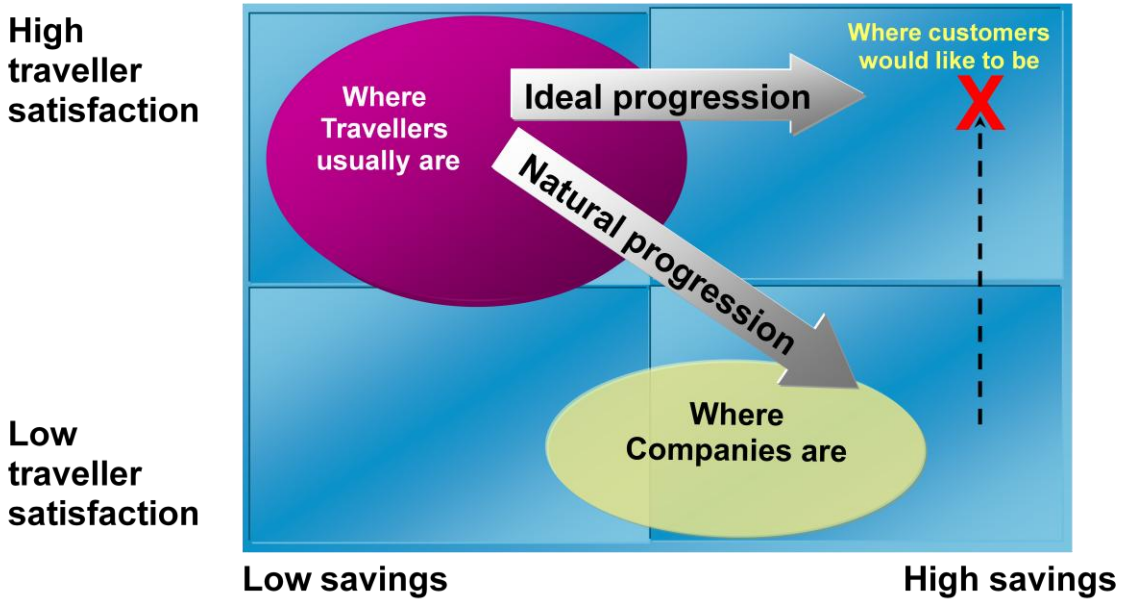 High
traveller
satisfaction
Where customers
would like to be
X
Where
Travellers
usually are
Ideal progression
Natural progression
Where
Companies are
Low
traveller
satisfaction
Low savings
High savings